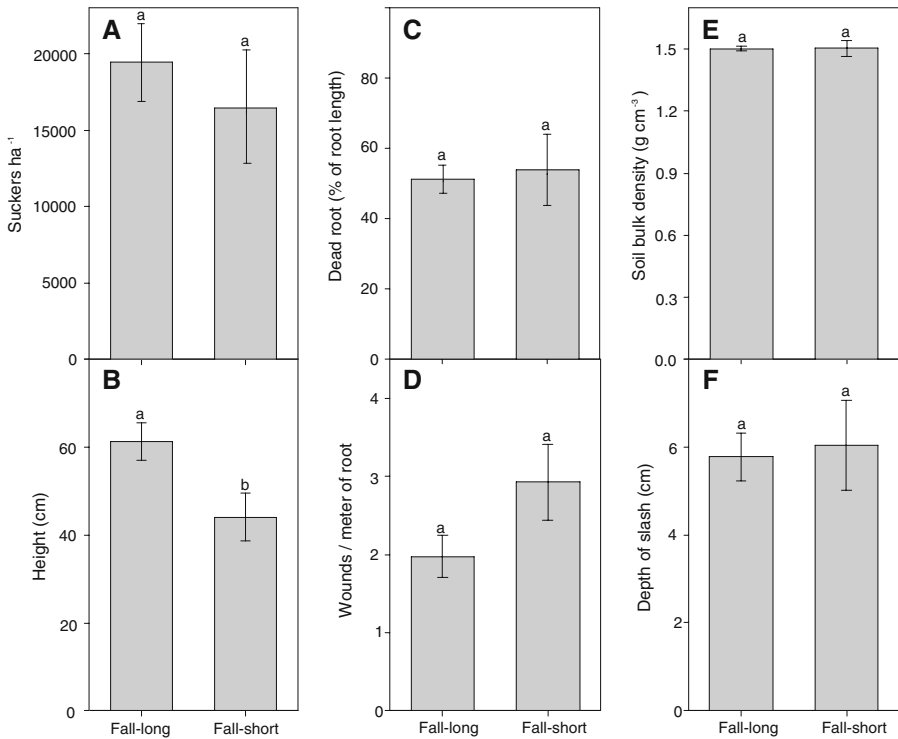 A
Suckers ha⁻¹
20000
15000
10000
5000
0
a
a
B
Height (cm)
60
40
20
0
a
b
Fall-long
Fall-short
C
Dead root (% of root length)
80
60
40
20
0
a
a
D
Wounds / meter of root
4
3
2
1
0
a
a
Fall-long
Fall-short
E
Soil bulk density (g cm⁻³)
1.5
1.2
0.9
0.6
0.3
0.0
a
a
F
Depth of slash (cm)
6
4
2
0
a
a
Fall-long
Fall-short